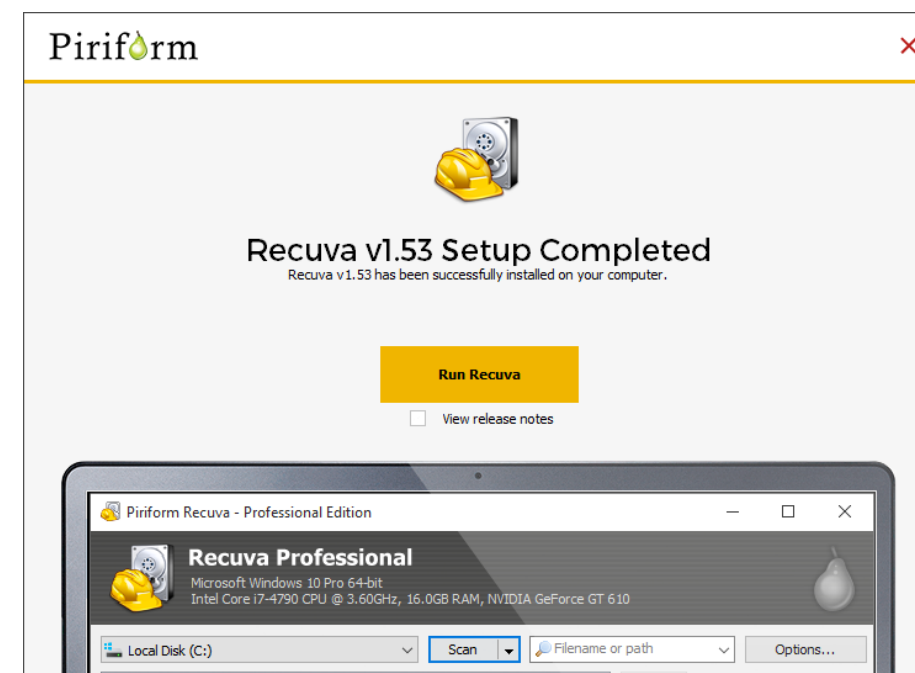 Piriform
Recuva v1.53 Setup Completed
Recuva v1.53 has been successfully installed on your computer.
Run Recuva
View release notes
Piriform Recuva - Professional Edition
Recuva Professional
Microsoft Windows 10 Pro 64-bit
Intel Core i7-4790 CPU @ 3.60GHz, 16.0GB RAM, NVIDIA GeForce GT 610
Local Disk (C:) Scan Filename or path Options...